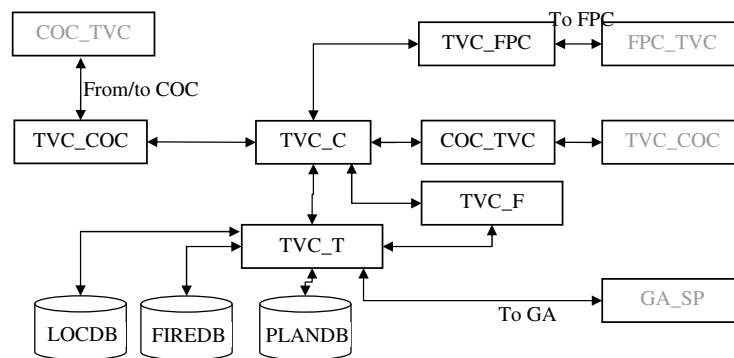 To FPC
COC_TVC
TVC_FPC
FPC_TVC
From/to COC
TVC_COC
TVC_C
COC_TVC
TVC_COC
TVC_F
TVC_T
GA_SP
To GA
LOCDB
FIREDB
PLANDB